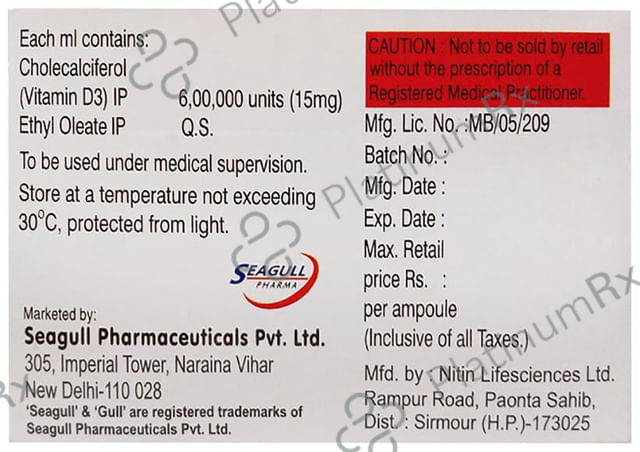 Each ml contains:
Cholecalciferol
(Vitamin D3) IP 6,00,000 units (15mg)
Ethyl Oleate IP Q.S.
To be used under medical supervision.
Store at a temperature not exceeding
30°C, protected from light.
SEAGULL
PHARMA
Marketed by:
Seagull Pharmaceuticals Pvt. Ltd.
305, Imperial Tower, Naraina Vihar
New Delhi-110 028
'Seagull' & 'Gull' are registered trademarks of
Seagull Pharmaceuticals Pvt. Ltd.
CAUTION : Not to be sold by retail
without the prescription of a
Registered Medical Practitioner.
Mfg. Lic. No. :MB/05/209
Batch No. :
Mfg. Date :
Exp. Date :
Max. Retail
price Rs. :
per ampoule
(Inclusive of all Taxes,)
Mfd. by : Nitin Lifesciences Ltd.
Rampur Road, Paonta Sahib,
Dist. : Sirmour (H.P.)-173025
PlatinumRx
PlatinumRx